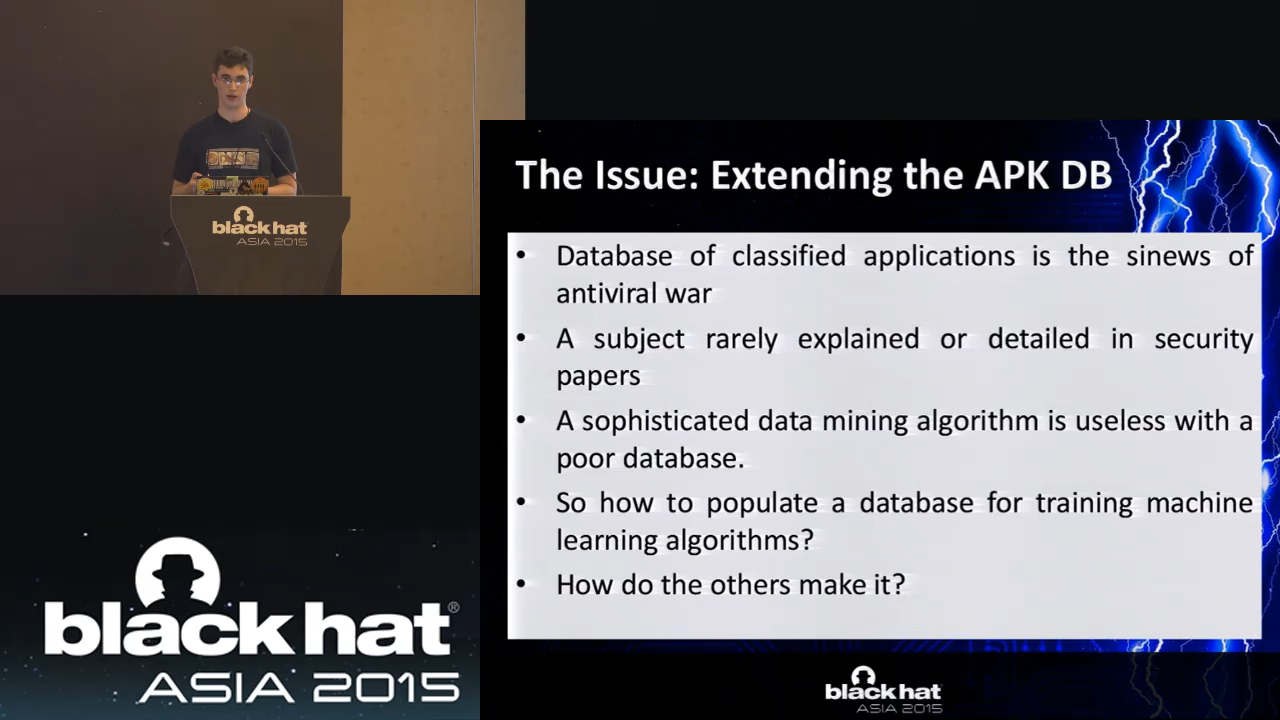 black hat
ASIA 2015
The Issue: Extending the APK DB
• Database of classified applications is the sinews of
antiviral war
• A subject rarely explained or detailed in security
papers
• A sophisticated data mining algorithm is useless with a
poor database.
• So how to populate a database for training machine
learning algorithms?
• How do the others make it?
black hat®
ASIA 2015
black hat
ASIA 2015